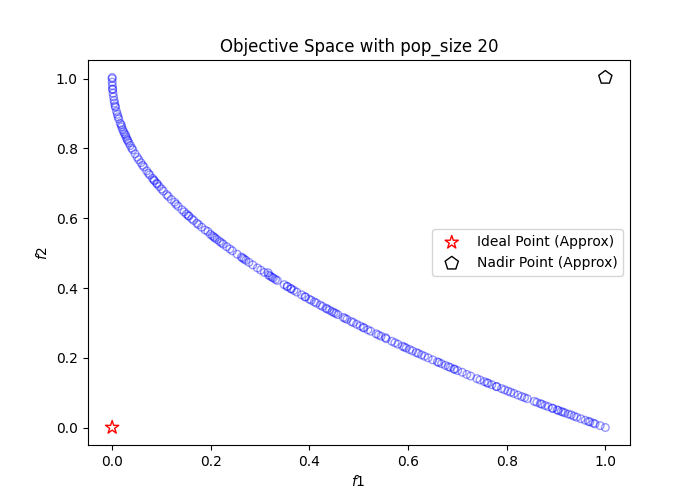 Objective Space with pop_size 20
1.0
0.8
0.6
0.4
0.2
0.0
f2
Ideal Point (Approx)
Nadir Point (Approx)
0.0 0.2 0.4 0.6 0.8 1.0
f1